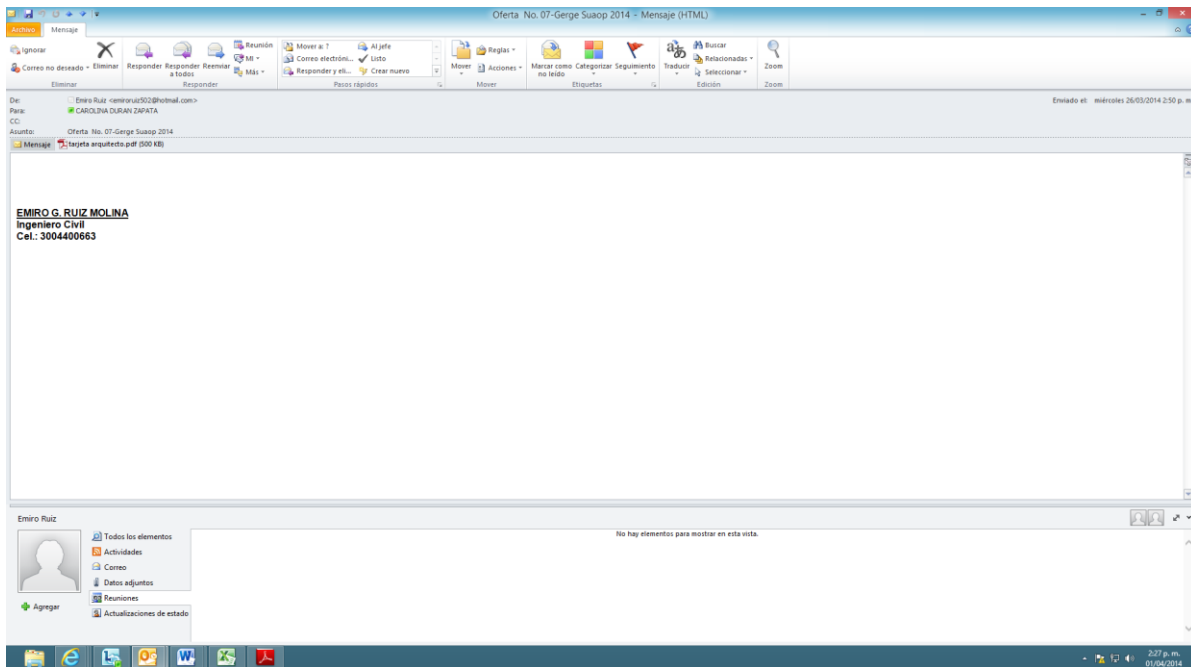 Oferta No. 07-Gerge Suaop 2014 - Mensaje (HTML)
Archivo Mensaje
Ignorar
Correo no deseado
Eliminar
Responder
Responder a todos
Reenviar
Reunión
MI
Más
Mover a: ?
Correo electróni...
Responder y eli...
Al jefe
Listo
Crear nuevo
Mover
Reglas
Acciones
Marcar como no leído
Categorizar
Seguimiento
Traducir
Buscar
Relacionadas
Seleccionar
Zoom
Eliminar Responder Pasos rápidos Mover Etiquetas Edición Zoom
De: Emiro Ruiz <emiroruiz502@hotmail.com> Enviado el: miércoles 26/03/2014 2:50 p. m
Para: CAROLINA DURAN ZAPATA
CC:
Asunto: Oferta No. 07-Gerge Suaop 2014
Mensaje tarjeta arquitecto.pdf (500 KB)
EMIRO G. RUIZ MOLINA
Ingeniero Civil
Cel.: 3004400663
Emiro Ruiz
Agregar
Todos los elementos
Actividades
Correo
Datos adjuntos
Reuniones
Actualizaciones de estado
No hay elementos para mostrar en esta vista.
2:27 p. m.
01/04/2014